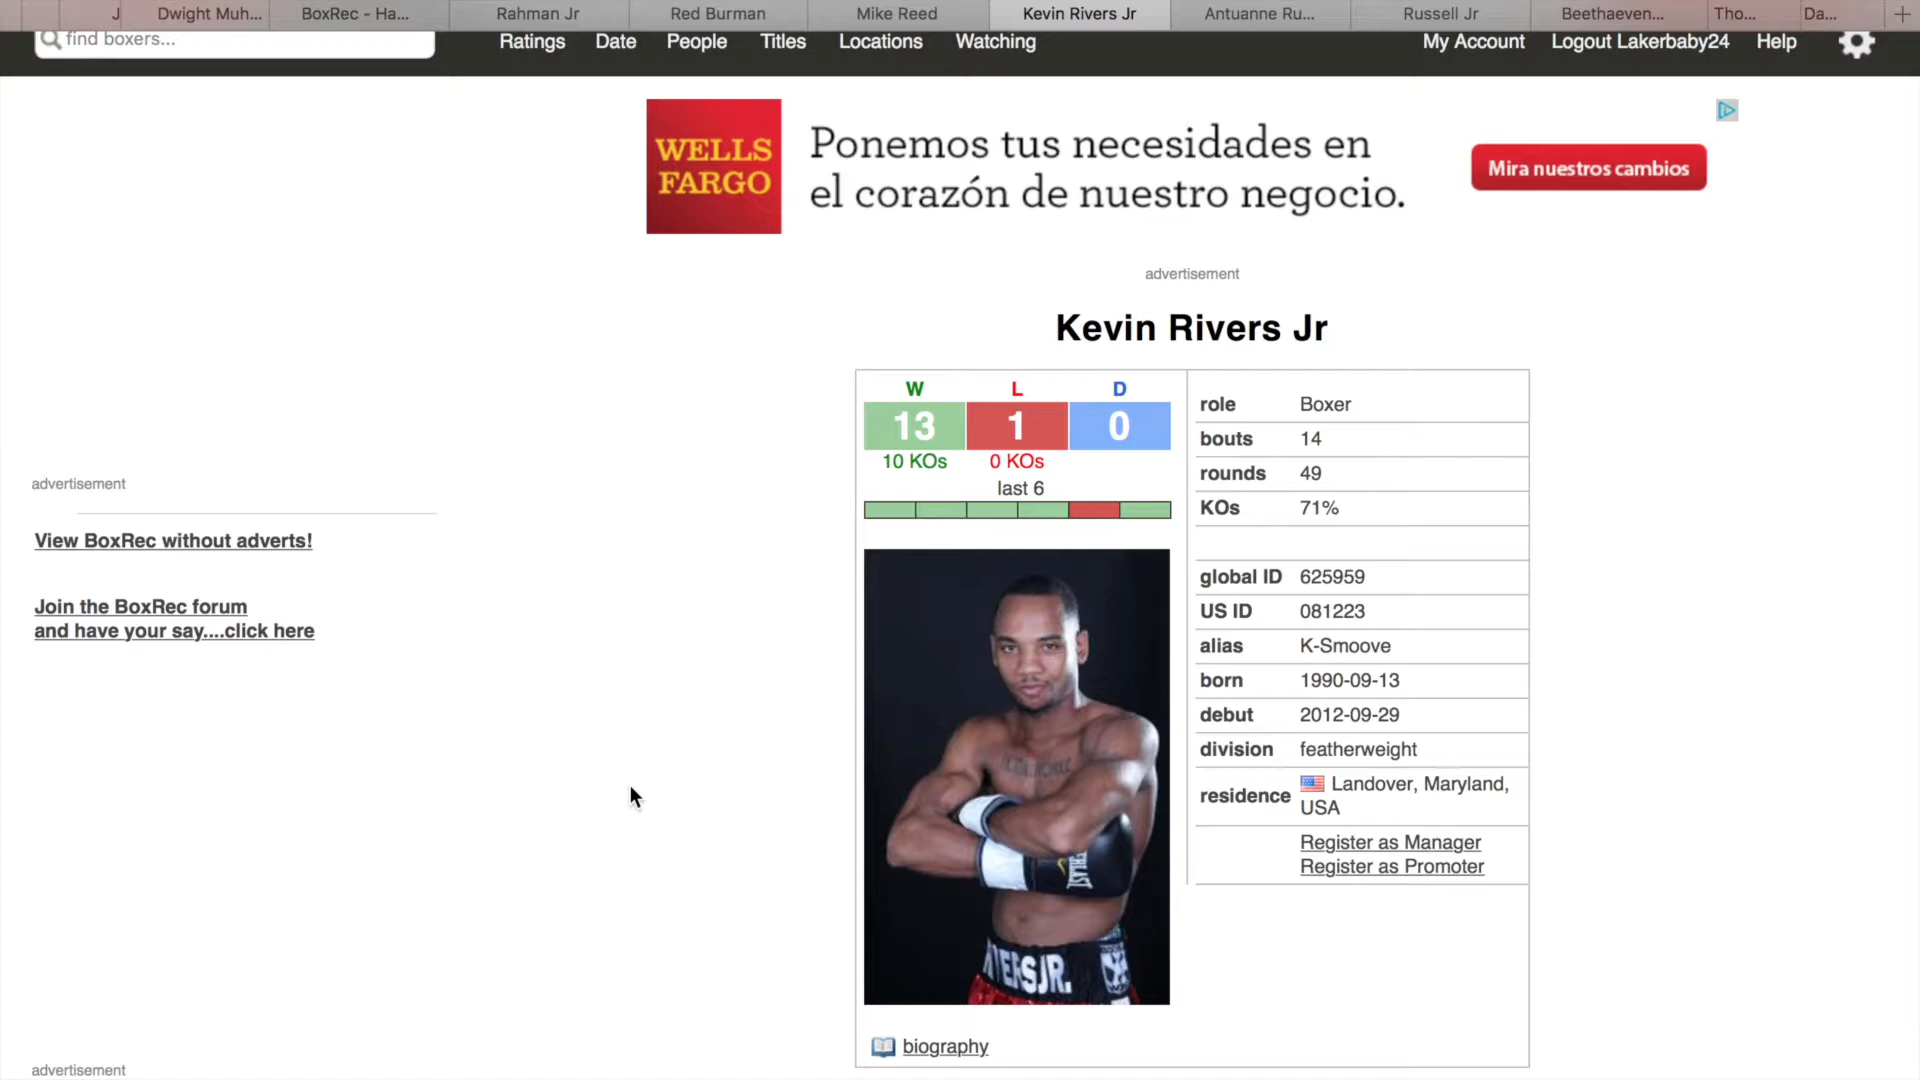 J
Dwight Muh...
BoxRec - Ha...
Rahman Jr
Red Burman
Mike Reed
Kevin Rivers Jr
Antuanne Ru...
Russell Jr
Beethaeven...
Tho...
Da...
find boxers...
Ratings
Date
People
Titles
Locations
Watching
My Account
Logout Lakerbaby24
Help
WELLS
FARGO
Ponemos tus necesidades en
el corazón de nuestro negocio.
Mira nuestros cambios
advertisement
Kevin Rivers Jr
W L D
13 1 0
10 KOs 0 KOs
last 6
role Boxer
bouts 14
rounds 49
KOs 71%
global ID 625959
US ID 081223
alias K-Smoove
born 1990-09-13
debut 2012-09-29
division featherweight
residence Landover, Maryland,
USA
Register as Manager
Register as Promoter
advertisement
View BoxRec without adverts!
Join the BoxRec forum
and have your say....click here
EVERLAST
VERSJR.
biography
advertisement